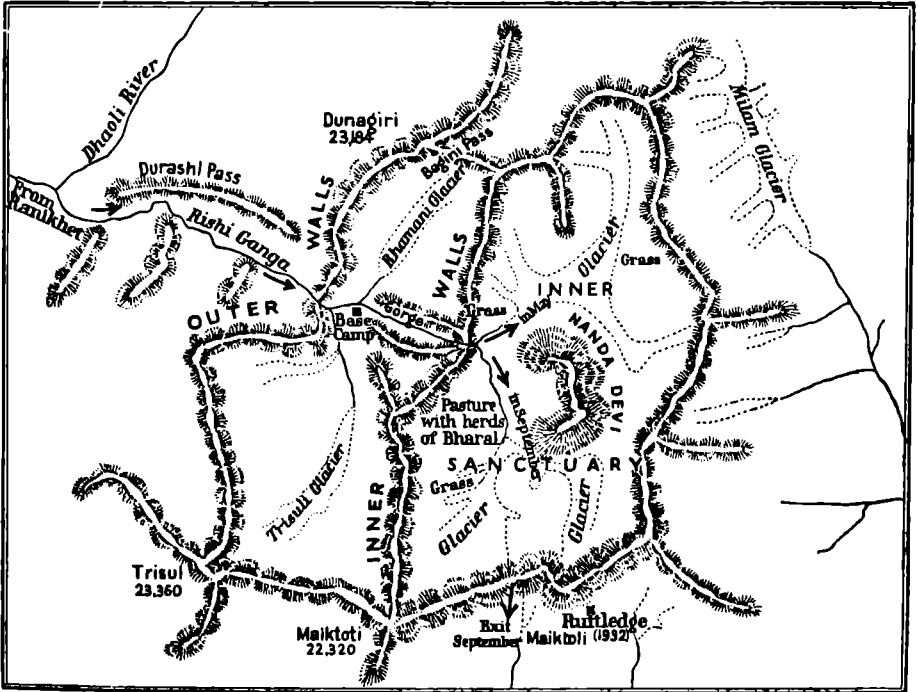 Dhaoli River
Dunagiri
23,184
Bagini Pass
Milam Glacier
Durashi Pass
From
Ranikhet
Rishi Ganga
WALLS
Rhamani Glacier
WALLS
Glacier
Grass
INNER
OUTER
Base
Camp
Gorge
Grass
in May
NANDA
DEVI
Pasture
with herds
of Bharal
in September
SANCTUARY
Grass
Trisuli Glacier
INNER
Glacier
Glacier
Trisul
23,360
Maiktoti
22,320
Exit
September
Maiktoli
Ruttledge
(1932)